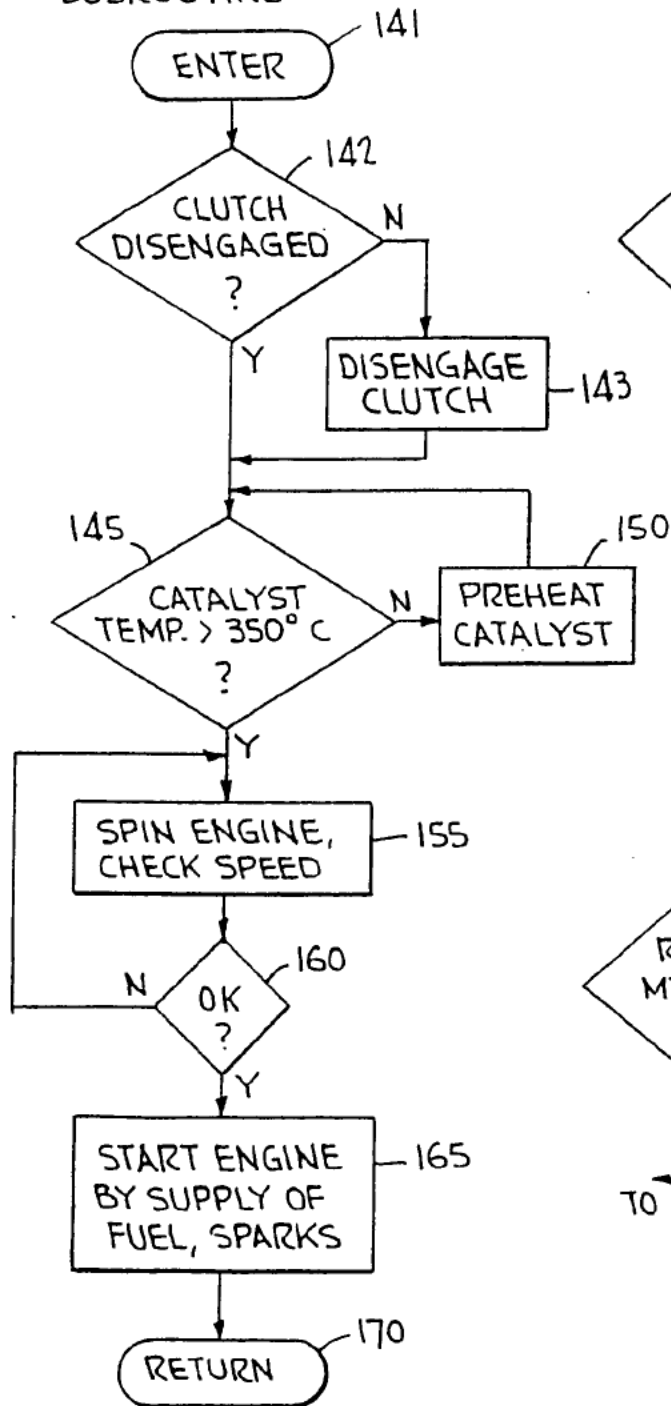 ENTER
141
142
CLUTCH
DISENGAGED
?
N
Y
DISENGAGE
CLUTCH
143
145
CATALYST
TEMP. > 350° C
?
N
Y
150
PREHEAT
CATALYST
SPIN ENGINE,
CHECK SPEED
155
160
OK
?
N
Y
START ENGINE
BY SUPPLY OF
FUEL, SPARKS
165
TO
170
RETURN